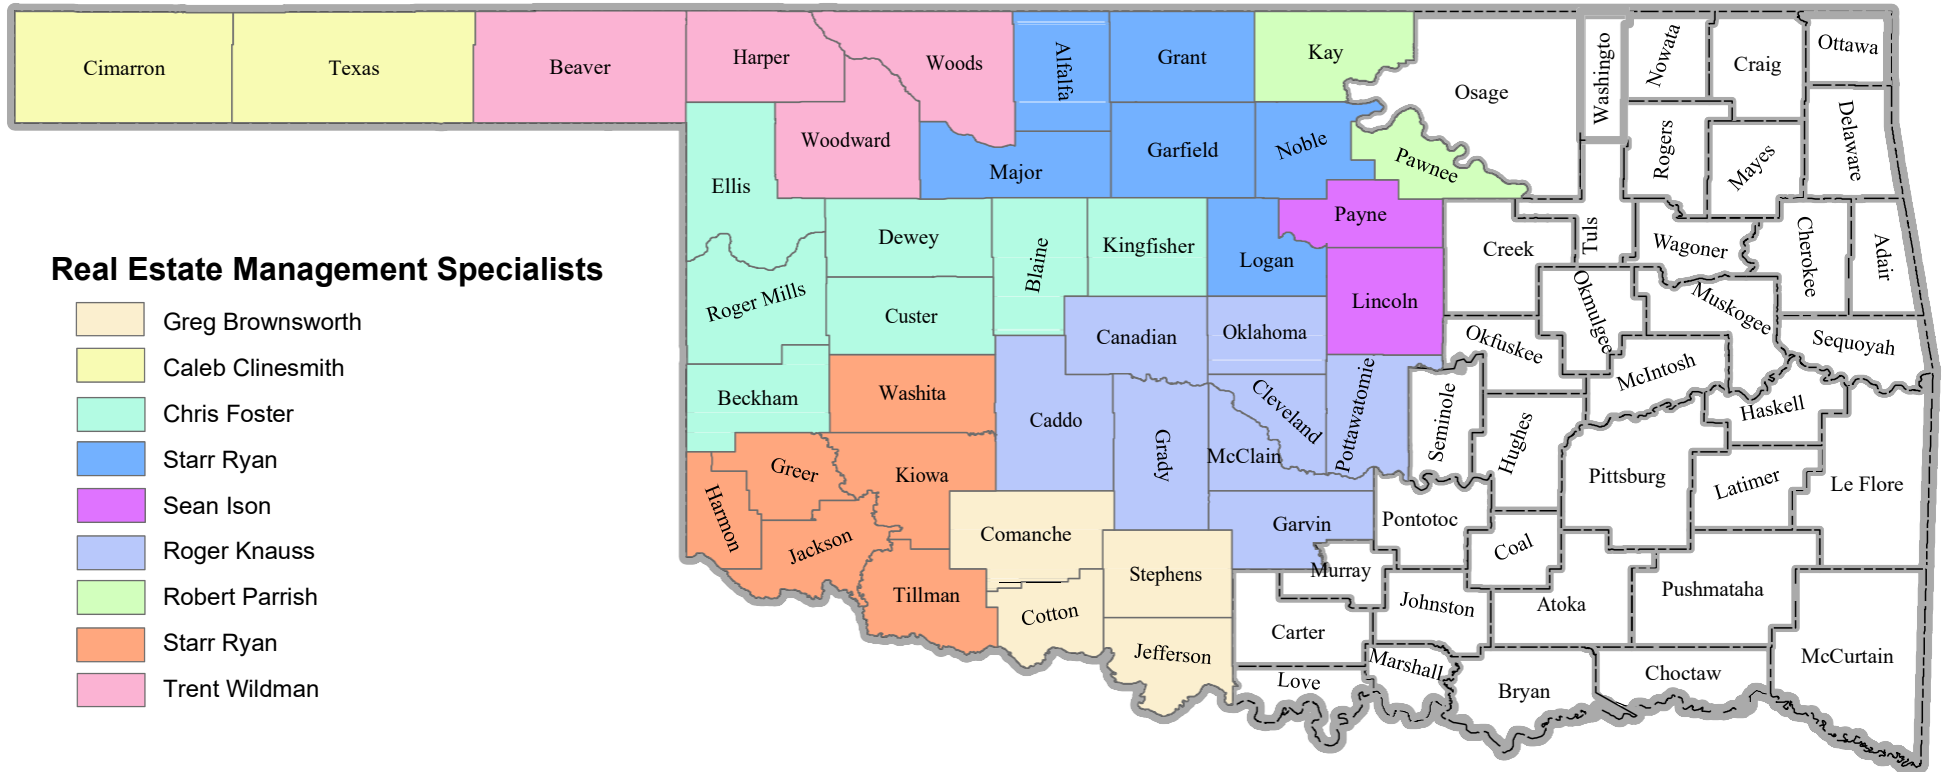 Cimarron
Texas
Beaver
Harper
Woods
Alfalfa
Grant
Kay
Osage
Washingto
Nowata
Craig
Ottawa
Woodward
Major
Garfield
Noble
Pawnee
Rogers
Mayes
Delaware
Ellis
Dewey
Blaine
Kingfisher
Logan
Payne
Creek
Tuls
Wagoner
Cherokee
Adair
Roger Mills
Custer
Canadian
Oklahoma
Lincoln
Okfuskee
Okmulgee
Muskogee
McIntosh
Sequoyah
Beckham
Washita
Caddo
Grady
McClain
Cleveland
Pottawatomie
Seminole
Hughes
Haskell
Pittsburg
Latimer
Le Flore
Harmon
Greer
Kiowa
Jackson
Comanche
Garvin
Pontotoc
Coal
Tillman
Cotton
Stephens
Murray
Johnston
Atoka
Pushmataha
Carter
Jefferson
Love
Marshall
Bryan
Choctaw
McCurtain
Real Estate Management Specialists
Greg Brownsworth
Caleb Clinesmith
Chris Foster
Starr Ryan
Sean Ison
Roger Knauss
Robert Parrish
Starr Ryan
Trent Wildman